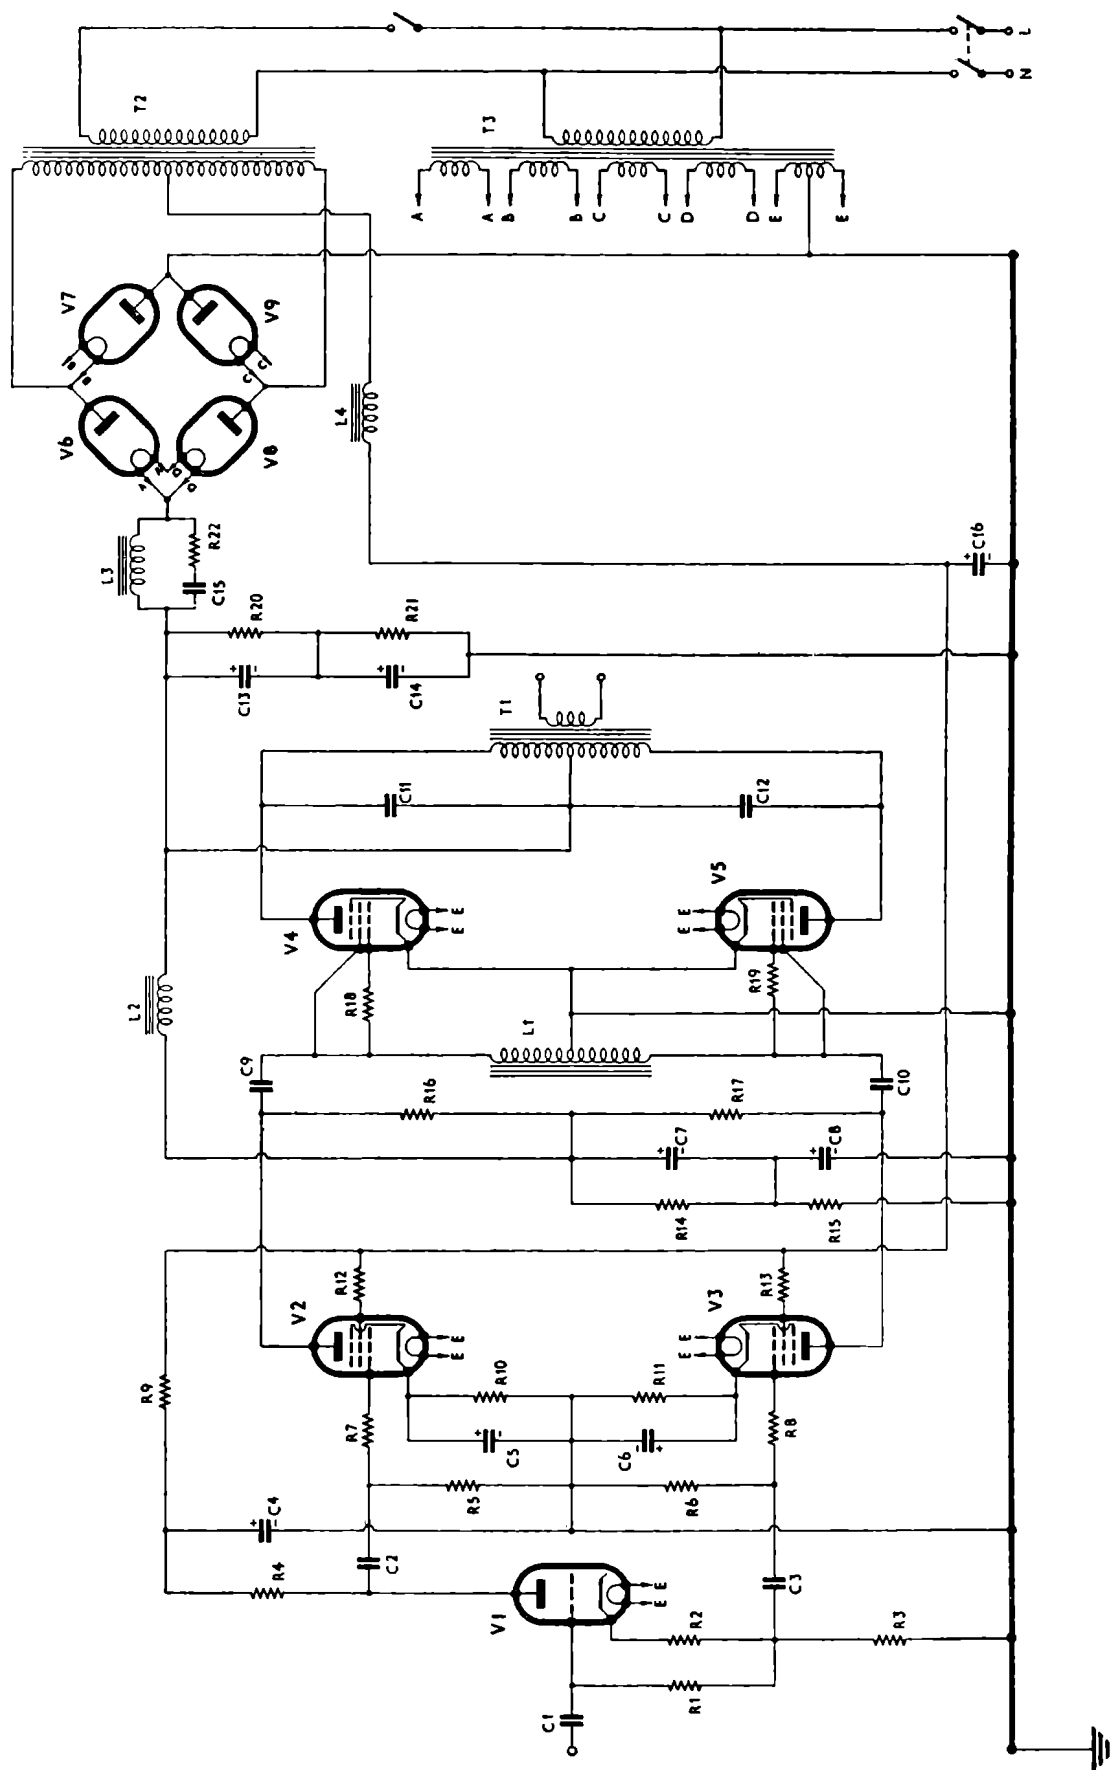 T2
L
N
T3
A
A
B
B
C
C
D
D
E
E
V7
V9
B
B
C
C
V6
V8
A
A
D
D
L4
L3
R22
C15
C16
+
-
R20
R21
C13
+
-
C14
+
-
T1
C11
C12
V4
V5
E
E
E
E
L2
R18
R19
L1
C9
C10
R16
R17
C7
+
-
C8
+
-
R14
R15
R12
R13
V2
V3
E
E
E
E
R9
R10
R11
R7
R8
C5
+
-
C6
-
+
R5
R6
C4
+
-
R4
C2
C3
V1
E
E
R2
R3
R1
C1